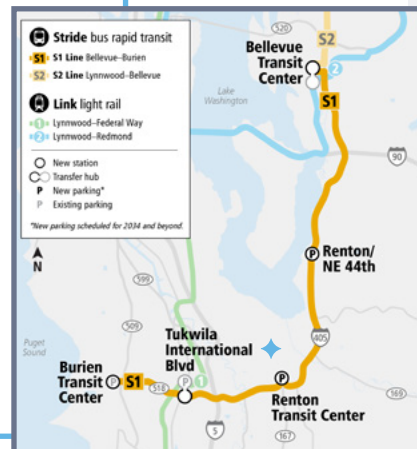 Stride bus rapid transit
S1 S1 Line Bellevue–Burien
S2 S2 Line Lynnwood–Bellevue
Link light rail
1 Lynnwood–Federal Way
2 Lynnwood–Redmond
New station
Transfer hub
P New parking*
P Existing parking
*New parking scheduled for 2034 and beyond.
N
520
S2
Bellevue
Transit
Center
2
S1
Lake
Washington
90
P Renton/
NE 44th
599
509
405
Puget
Sound
Tukwila
International
Blvd
P 1
Burien
Transit
Center
P S1
518
P
Renton
Transit Center
169
5
167